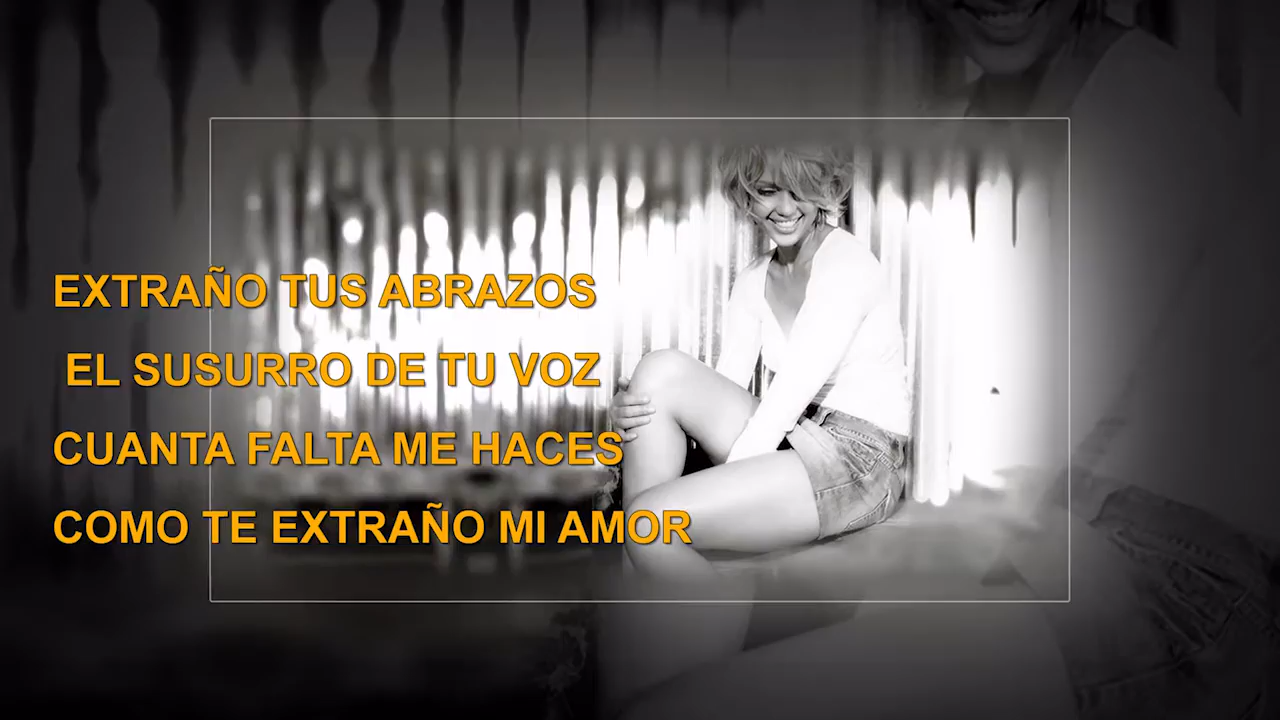 EXTRAÑO TUS ABRAZOS
EL SUSURRO DE TU VOZ
CUANTA FALTA ME HACES
COMO TE EXTRAÑO MI AMOR